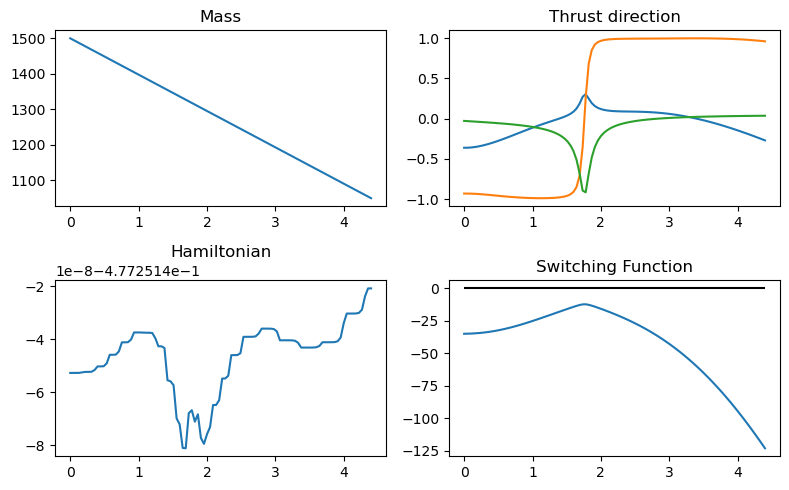 Mass
1500
1400
1300
1200
1100
0 1 2 3 4
Thrust direction
1.0
0.5
0.0
−0.5
−1.0
0 1 2 3 4
Hamiltonian
1e−8−4.772514e−1
−2
−4
−6
−8
0 1 2 3 4
Switching Function
0
−25
−50
−75
−100
−125
0 1 2 3 4